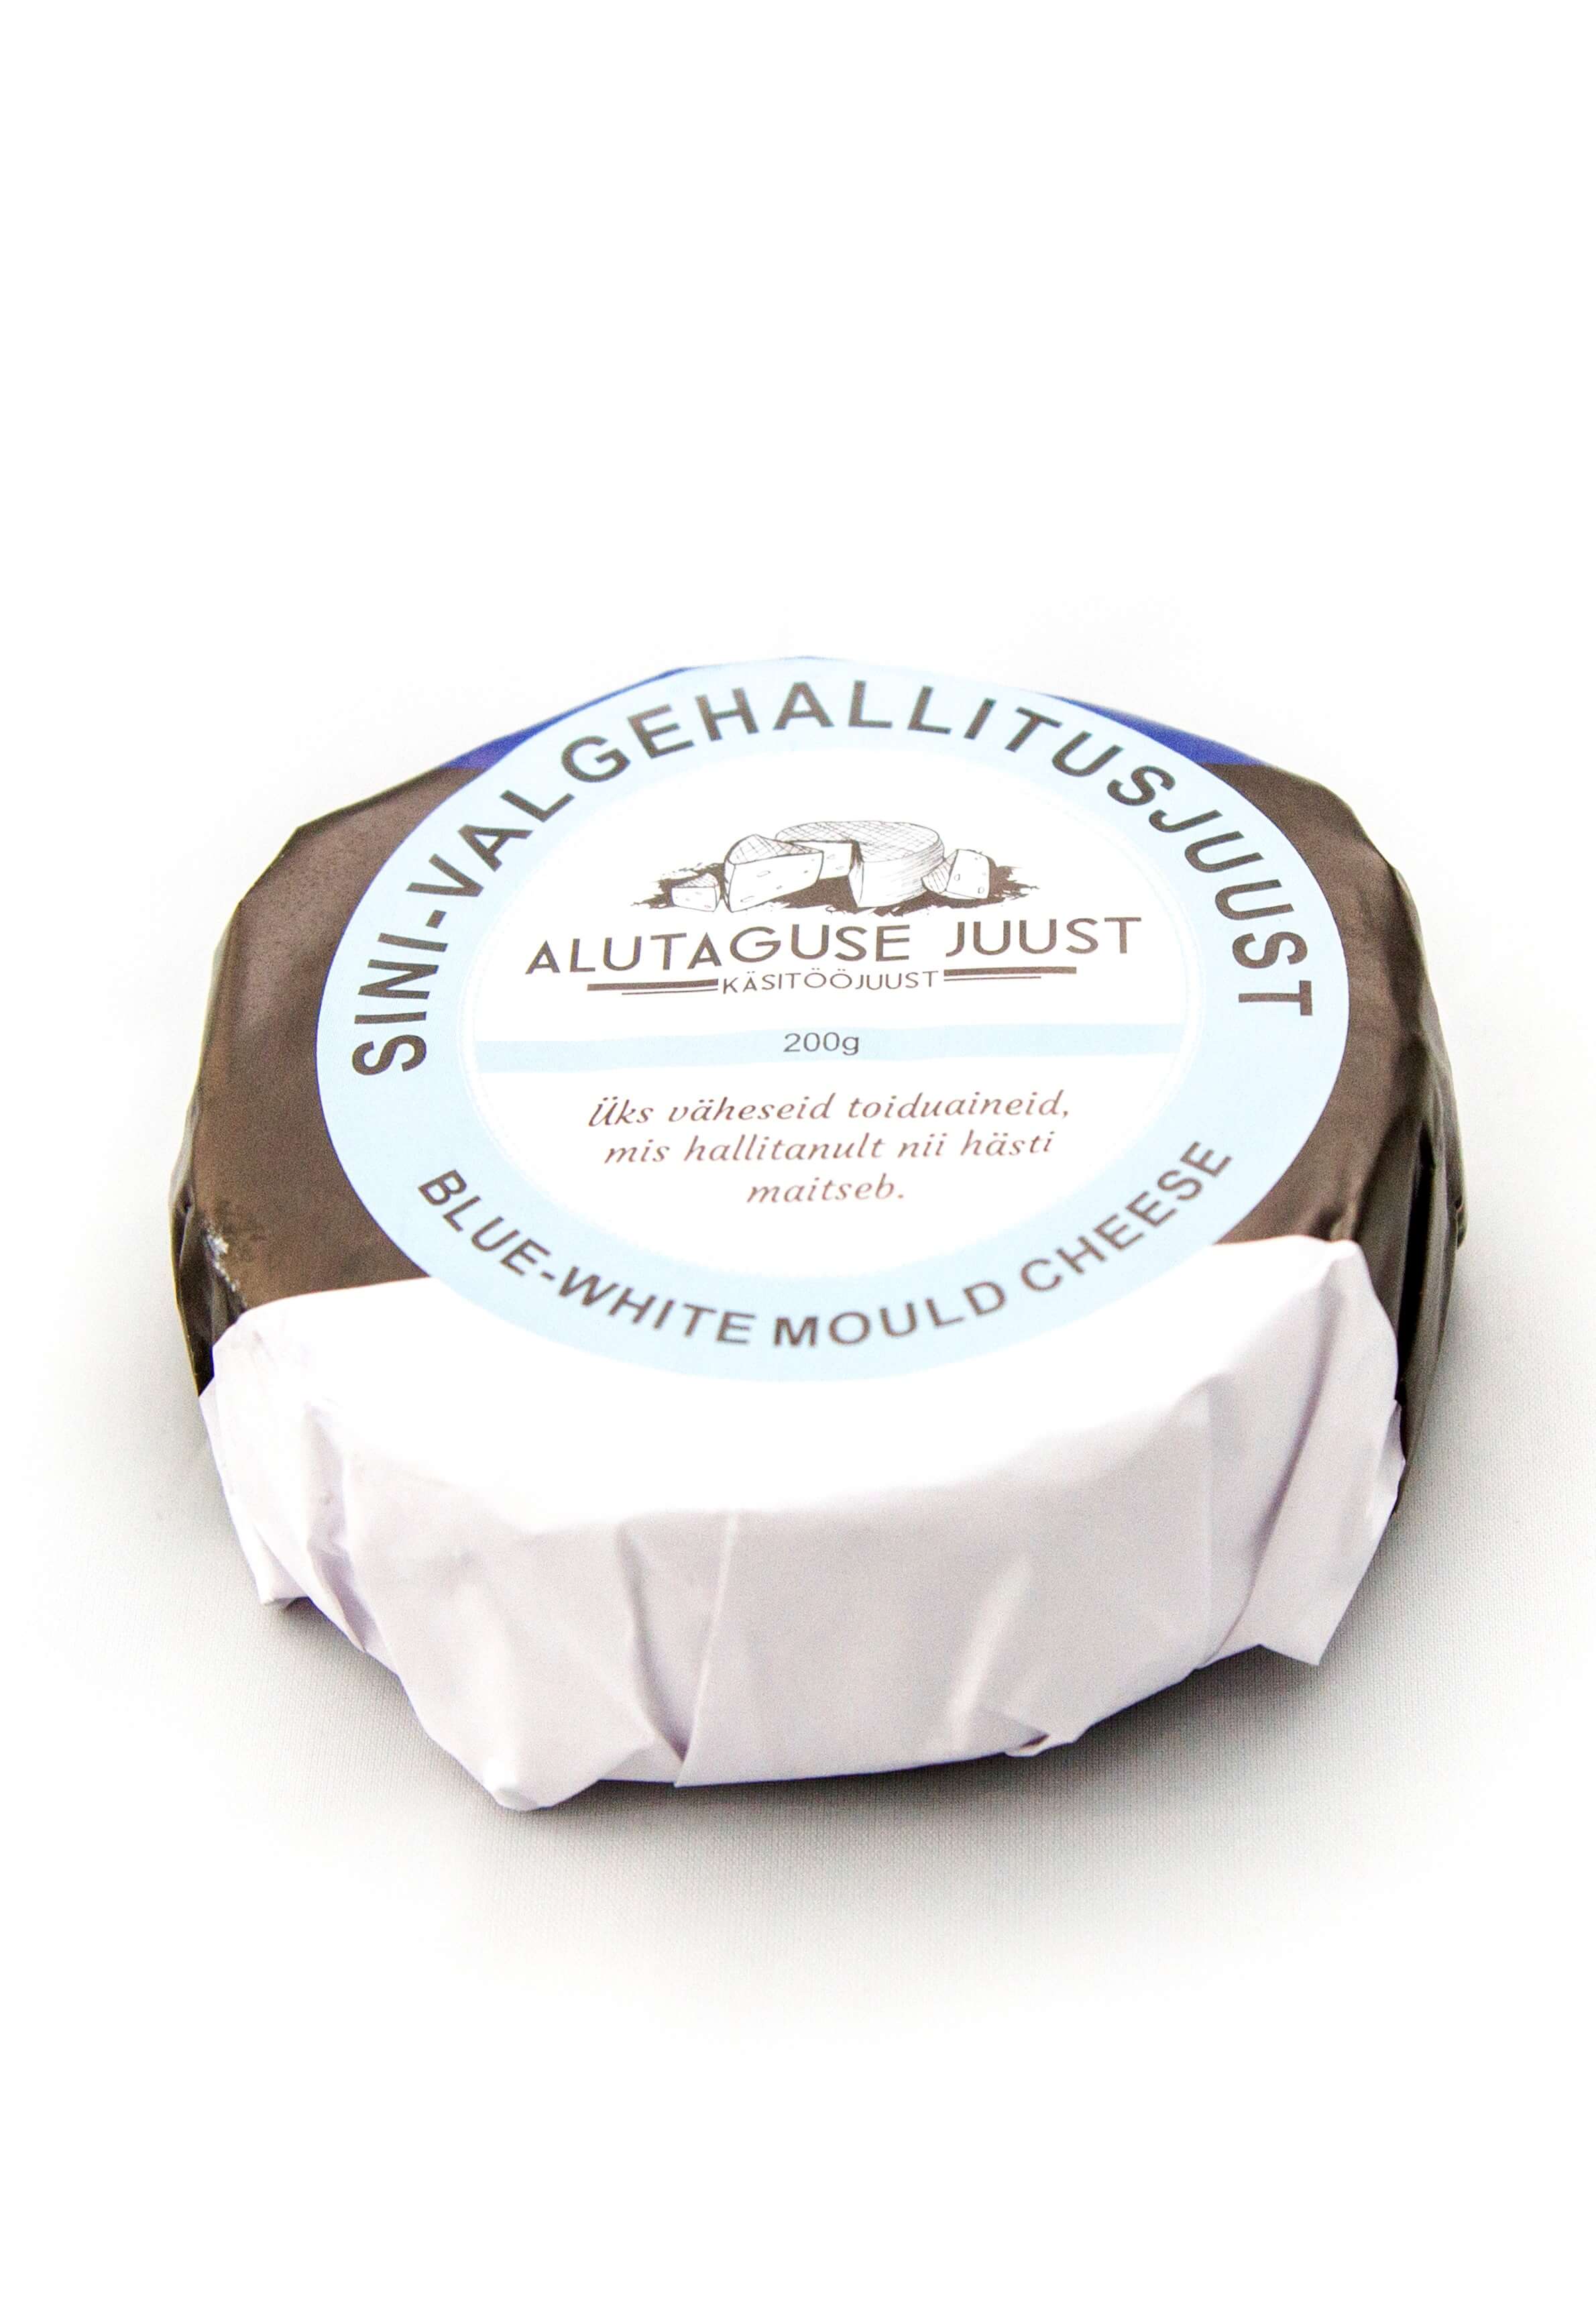 SINI-VALGEHALLITUSJUUST
ALUTAGUSE JUUST
KÄSITÖÖJUUST
200g
Üks väheseid toiduaineid,
mis hallitanult nii hästi
maitseb.
BLUE-WHITE MOULD CHEESE